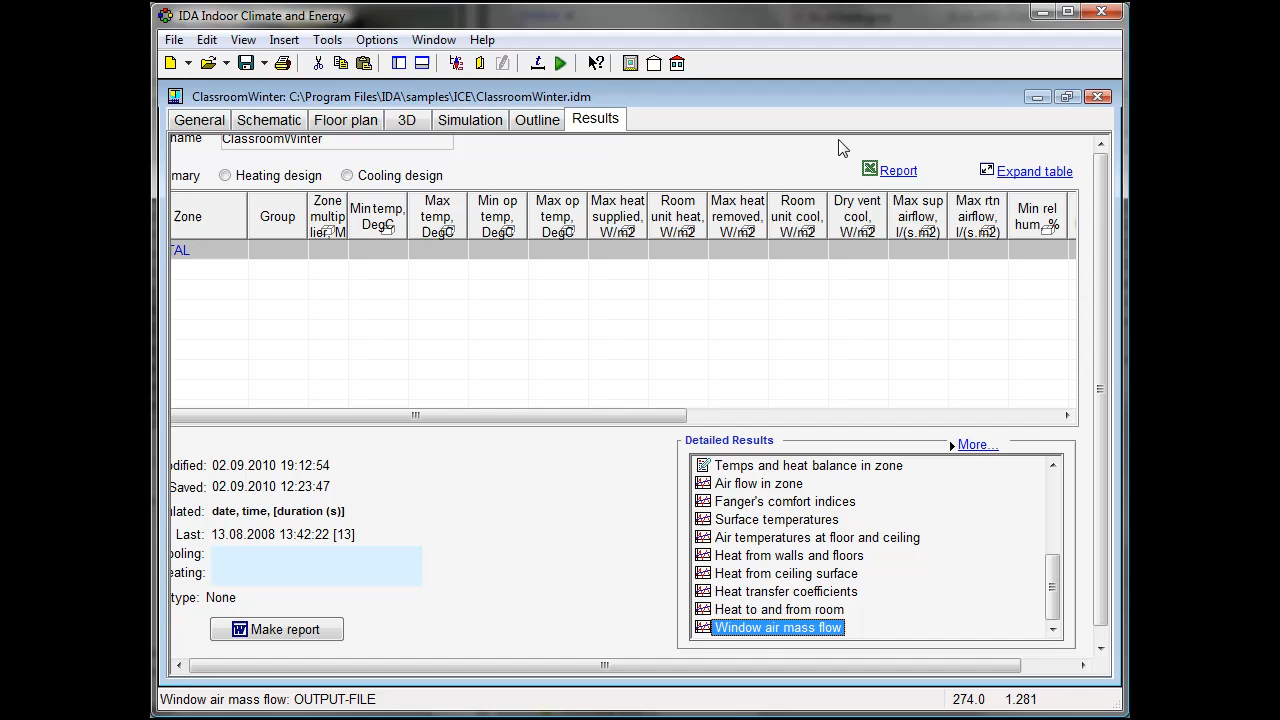 IDA Indoor Climate and Energy
File Edit View Insert Tools Options Window Help
ClassroomWinter: C:\Program Files\IDA\samples\ICE\ClassroomWinter.idm
General Schematic Floor plan 3D Simulation Outline Results
name ClassroomWinter
mary Heating design Cooling design Report Expand table
Zone Group Zone multip lier, M Min temp, DegC Max temp, DegC Min op temp, DegC Max op temp, DegC Max heat supplied, W/m2 Room unit heat, W/m2 Max heat removed, W/m2 Room unit cool, W/m2 Dry vent cool, W/m2 Max sup airflow, l/(s.m2) Max rtn airflow, l/(s.m2) Min rel hum, %
TAL
Detailed Results More...
odified: 02.09.2010 19:12:54
Saved: 02.09.2010 12:23:47
ulated: date, time, [duration (s)]
Last: 13.08.2008 13:42:22 [13]
ooling:
eating:
type: None
Make report
Temps and heat balance in zone
Air flow in zone
Fanger's comfort indices
Surface temperatures
Air temperatures at floor and ceiling
Heat from walls and floors
Heat from ceiling surface
Heat transfer coefficients
Heat to and from room
Window air mass flow
Window air mass flow: OUTPUT-FILE 274.0 1.281